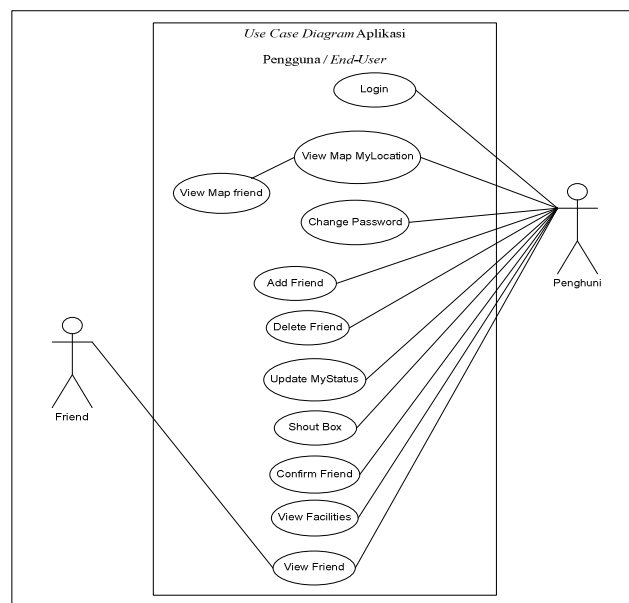 Use Case Diagram Aplikasi
Pengguna / End-User
Login
View Map MyLocation
View Map friend
Change Password
Add Friend
Penghuni
Delete Friend
Update MyStatus
Friend
Shout Box
Confirm Friend
View Facilities
View Friend